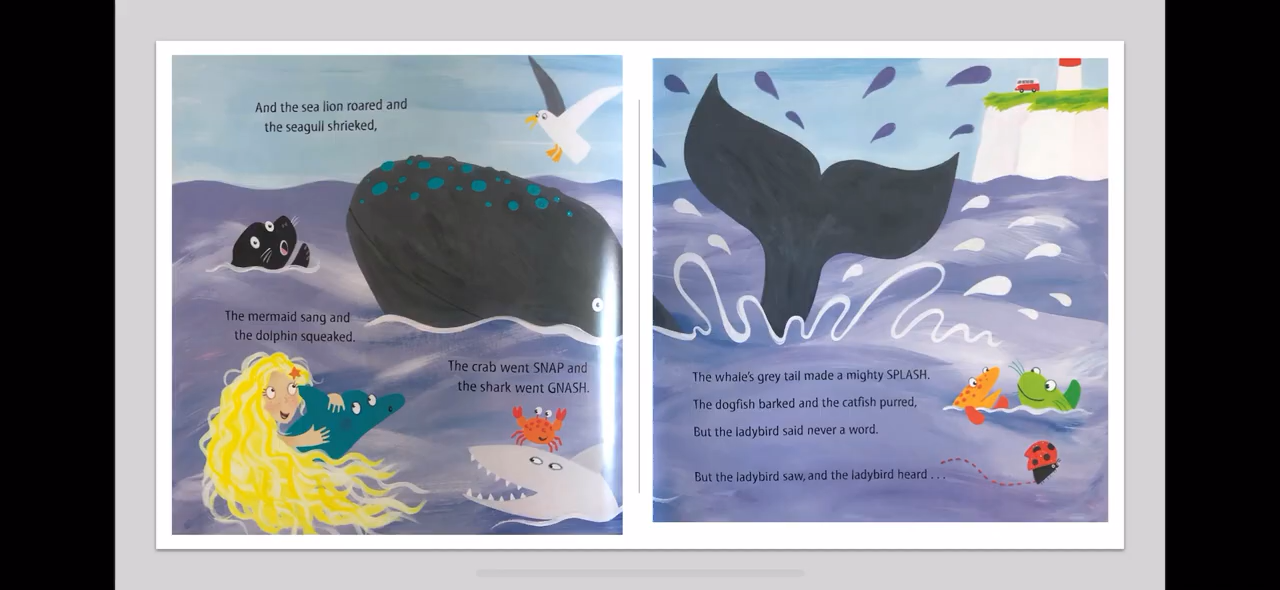 And the sea lion roared and
the seagull shrieked,
The mermaid sang and
the dolphin squeaked.
The crab went SNAP and
the shark went GNASH.
The whale's grey tail made a mighty SPLASH.
The dogfish barked and the catfish purred,
But the ladybird said never a word.
But the ladybird saw, and the ladybird heard . . .